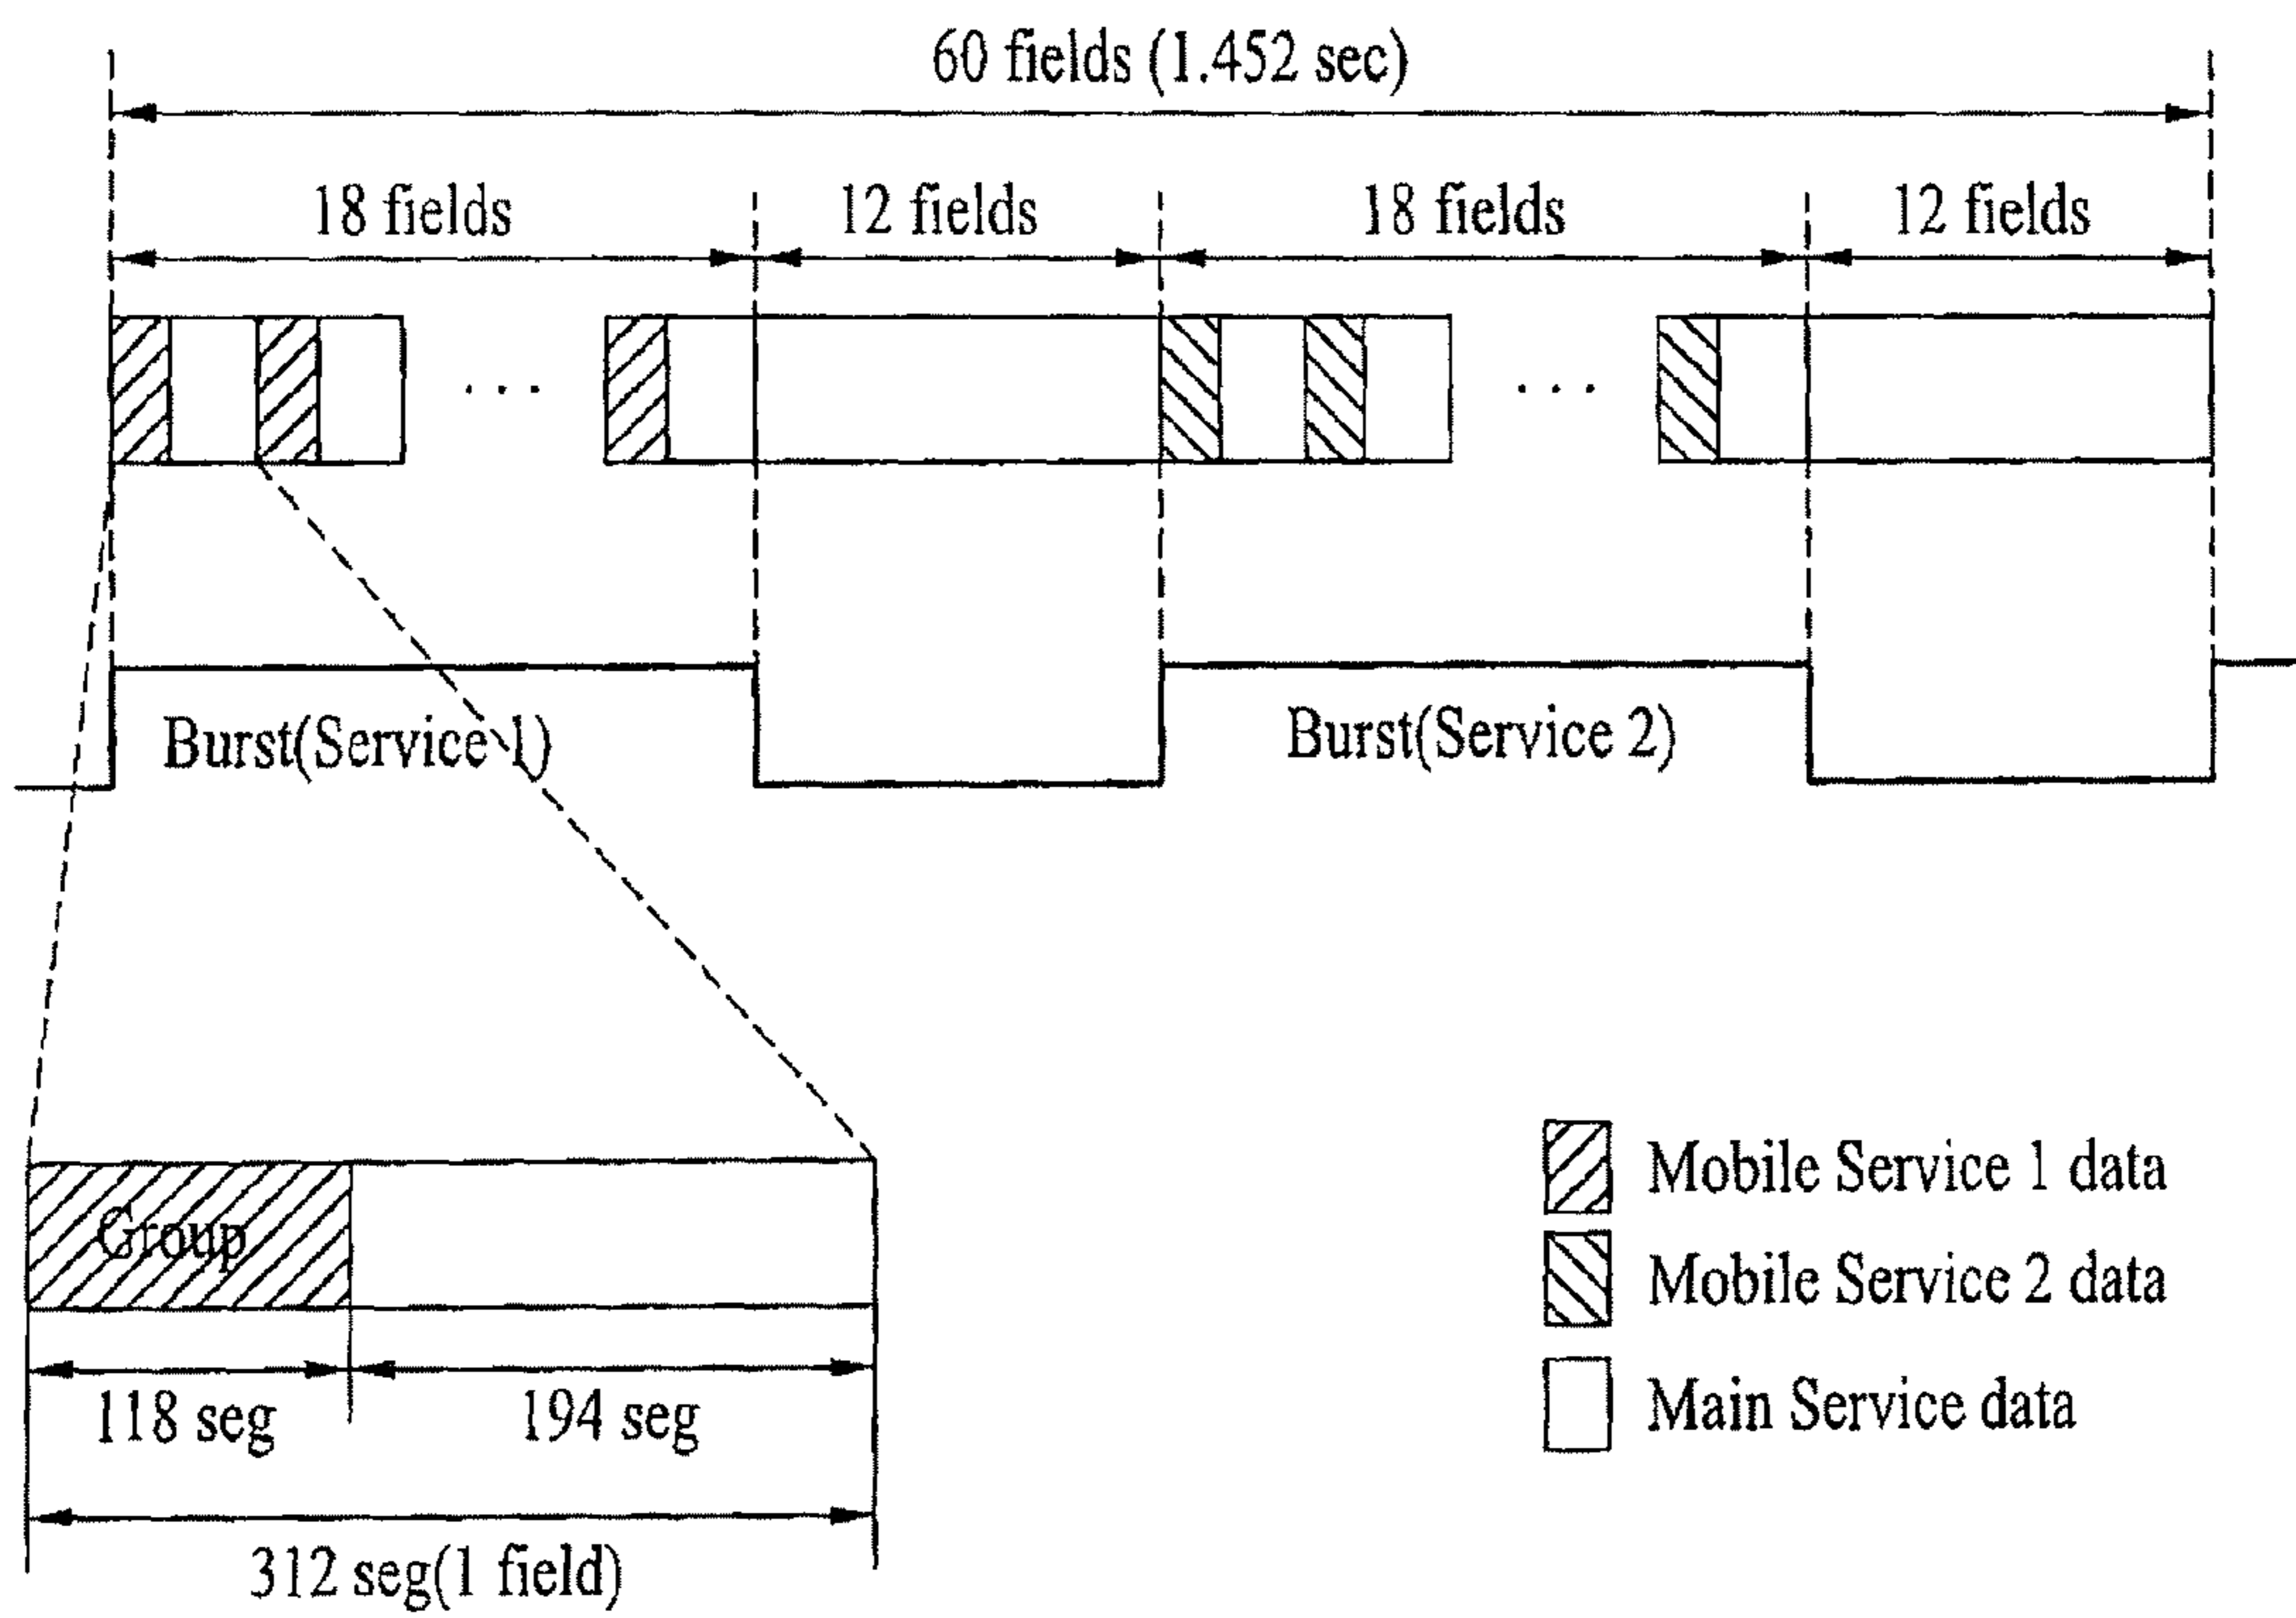 60 fields (1.452 sec)
18 fields
12 fields
18 fields
12 fields
. . .
. . .
Burst(Service 1)
Burst(Service 2)
Group
118 seg
194 seg
312 seg(1 field)
Mobile Service 1 data
Mobile Service 2 data
Main Service data